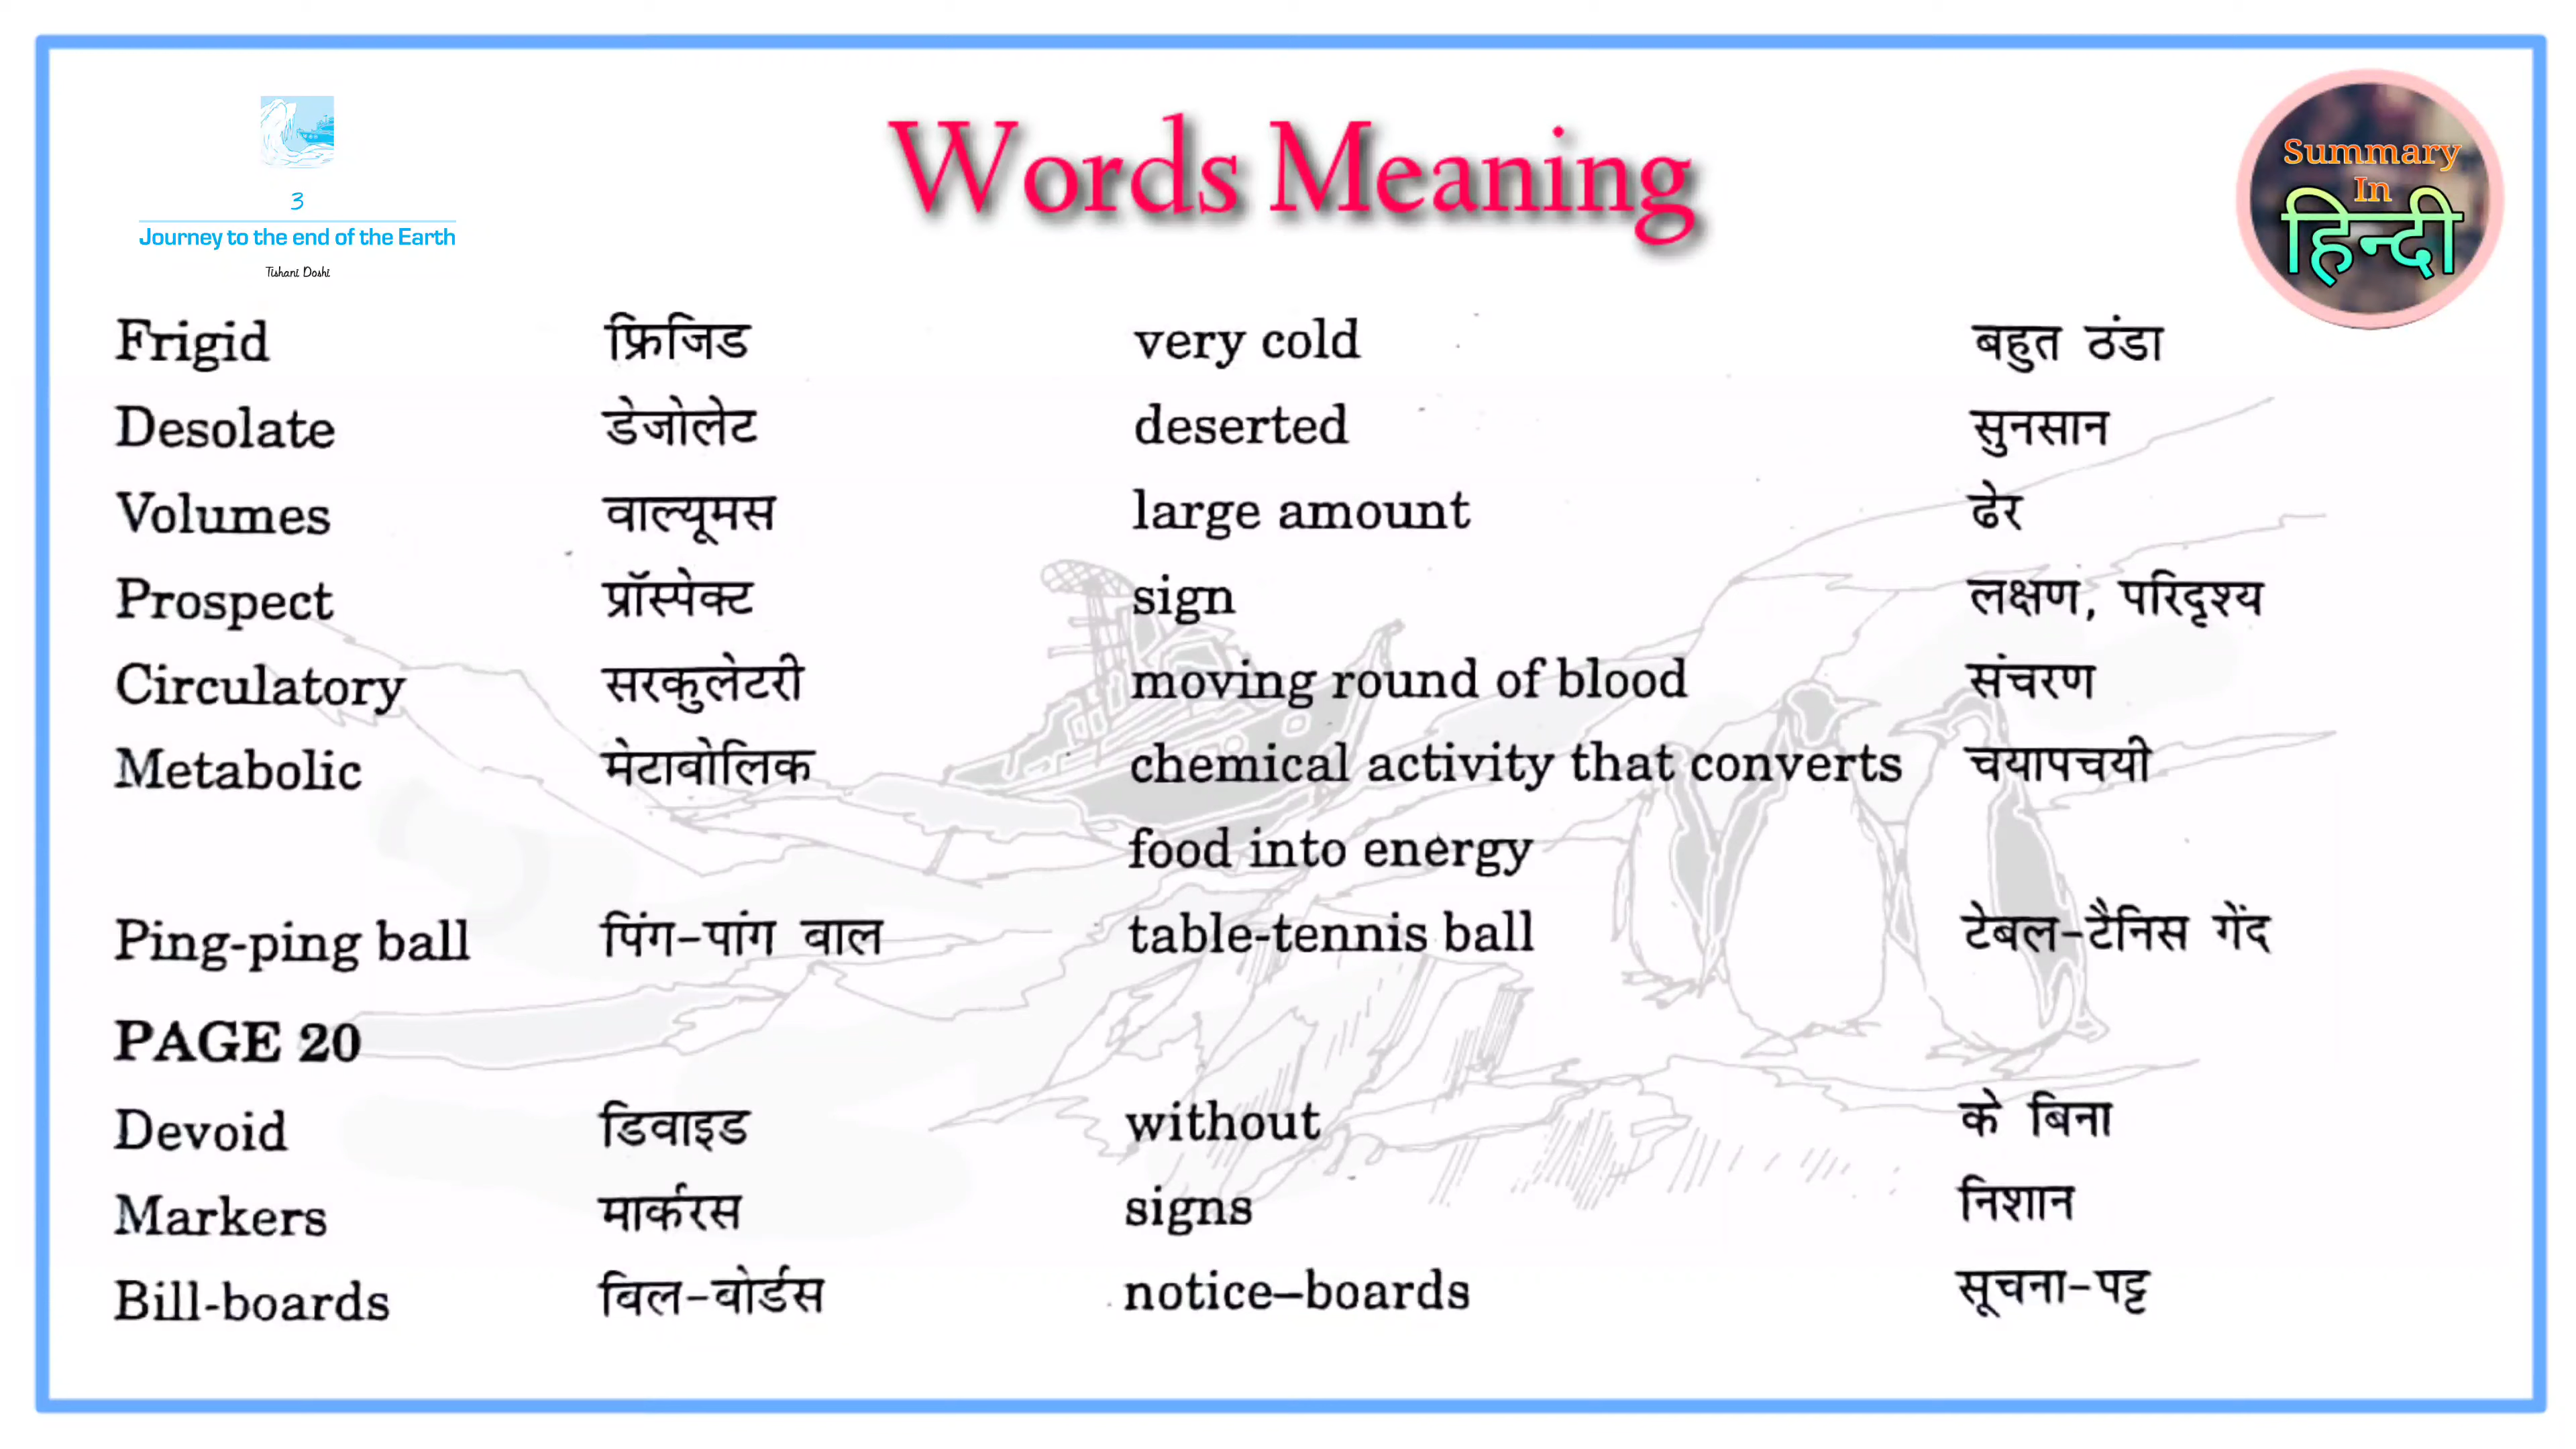 3
Journey to the end of the Earth
Tishani Doshi
Words Meaning
Summary
In
हिन्दी
Frigid फ्रिजिड very cold बहुत ठंडा
Desolate डेजोलेट deserted सुनसान
Volumes वाल्यूमस large amount ढेर
Prospect प्रॉस्पेक्ट sign लक्षण, परिदृश्य
Circulatory सरकुलेटरी moving round of blood संचरण
Metabolic मेटावोलिक chemical activity that converts चयापचयी
food into energy
Ping-ping ball पिंग-पांग वाल table-tennis ball टेबल-टैनिस गेंद
PAGE 20
Devoid डिवाइड without के बिना
Markers मार्करस signs निशान
Bill-boards विल-वोर्डस notice–boards सूचना-पट्ट